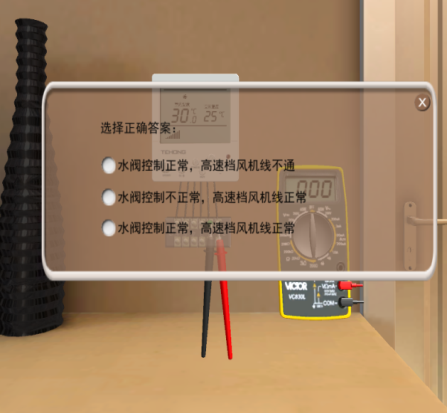 X
30
25℃
选择正确答案：
水阀控制正常，高速档风机线不通
水阀控制不正常，高速档风机线正常
水阀控制正常，高速档风机线正常
000
VICTOR
VC830L
COM